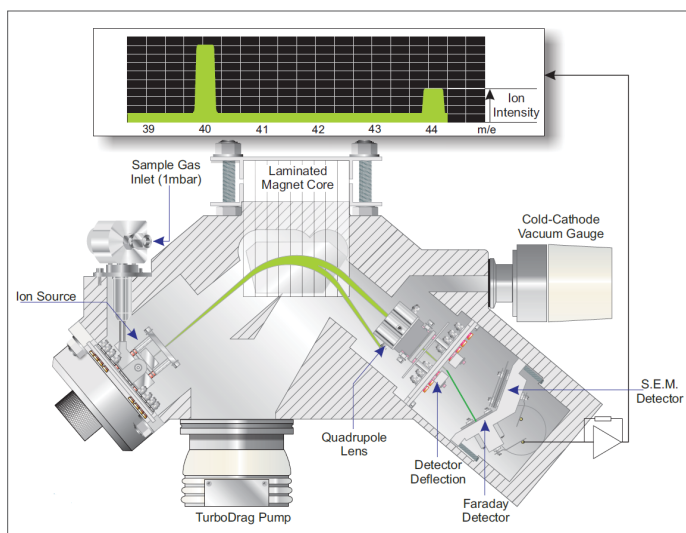 Ion
Intensity
39 40 41 42 43 44 m/e
Sample Gas
Inlet (1mbar)
Laminated
Magnet Core
Cold-Cathode
Vacuum Gauge
Ion Source
S.E.M.
Detector
Quadrupole
Lens
Detector
Deflection
Faraday
Detector
TurboDrag Pump